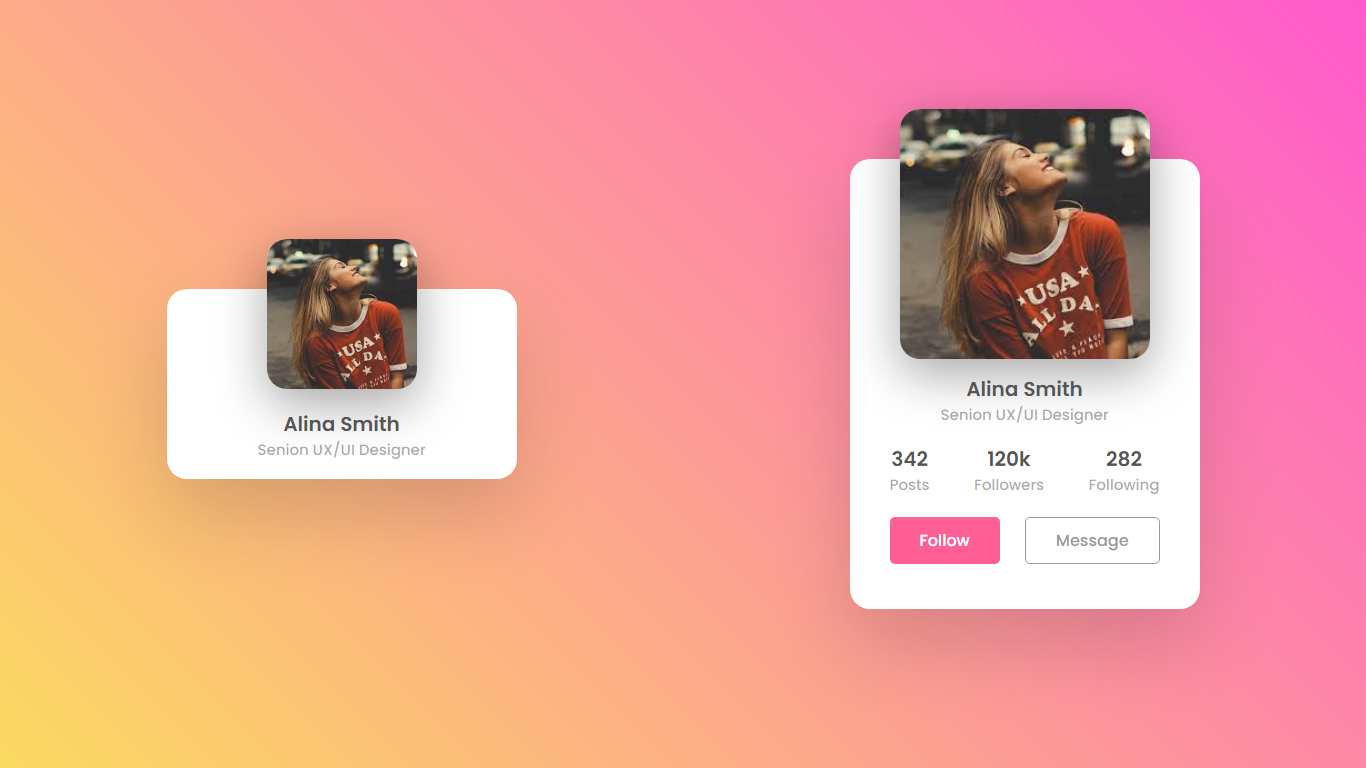 USA
ALL DA
Alina Smith
Senion UX/UI Designer
USA
ALL DA
Alina Smith
Senion UX/UI Designer
342 120k 282
Posts Followers Following
Follow Message